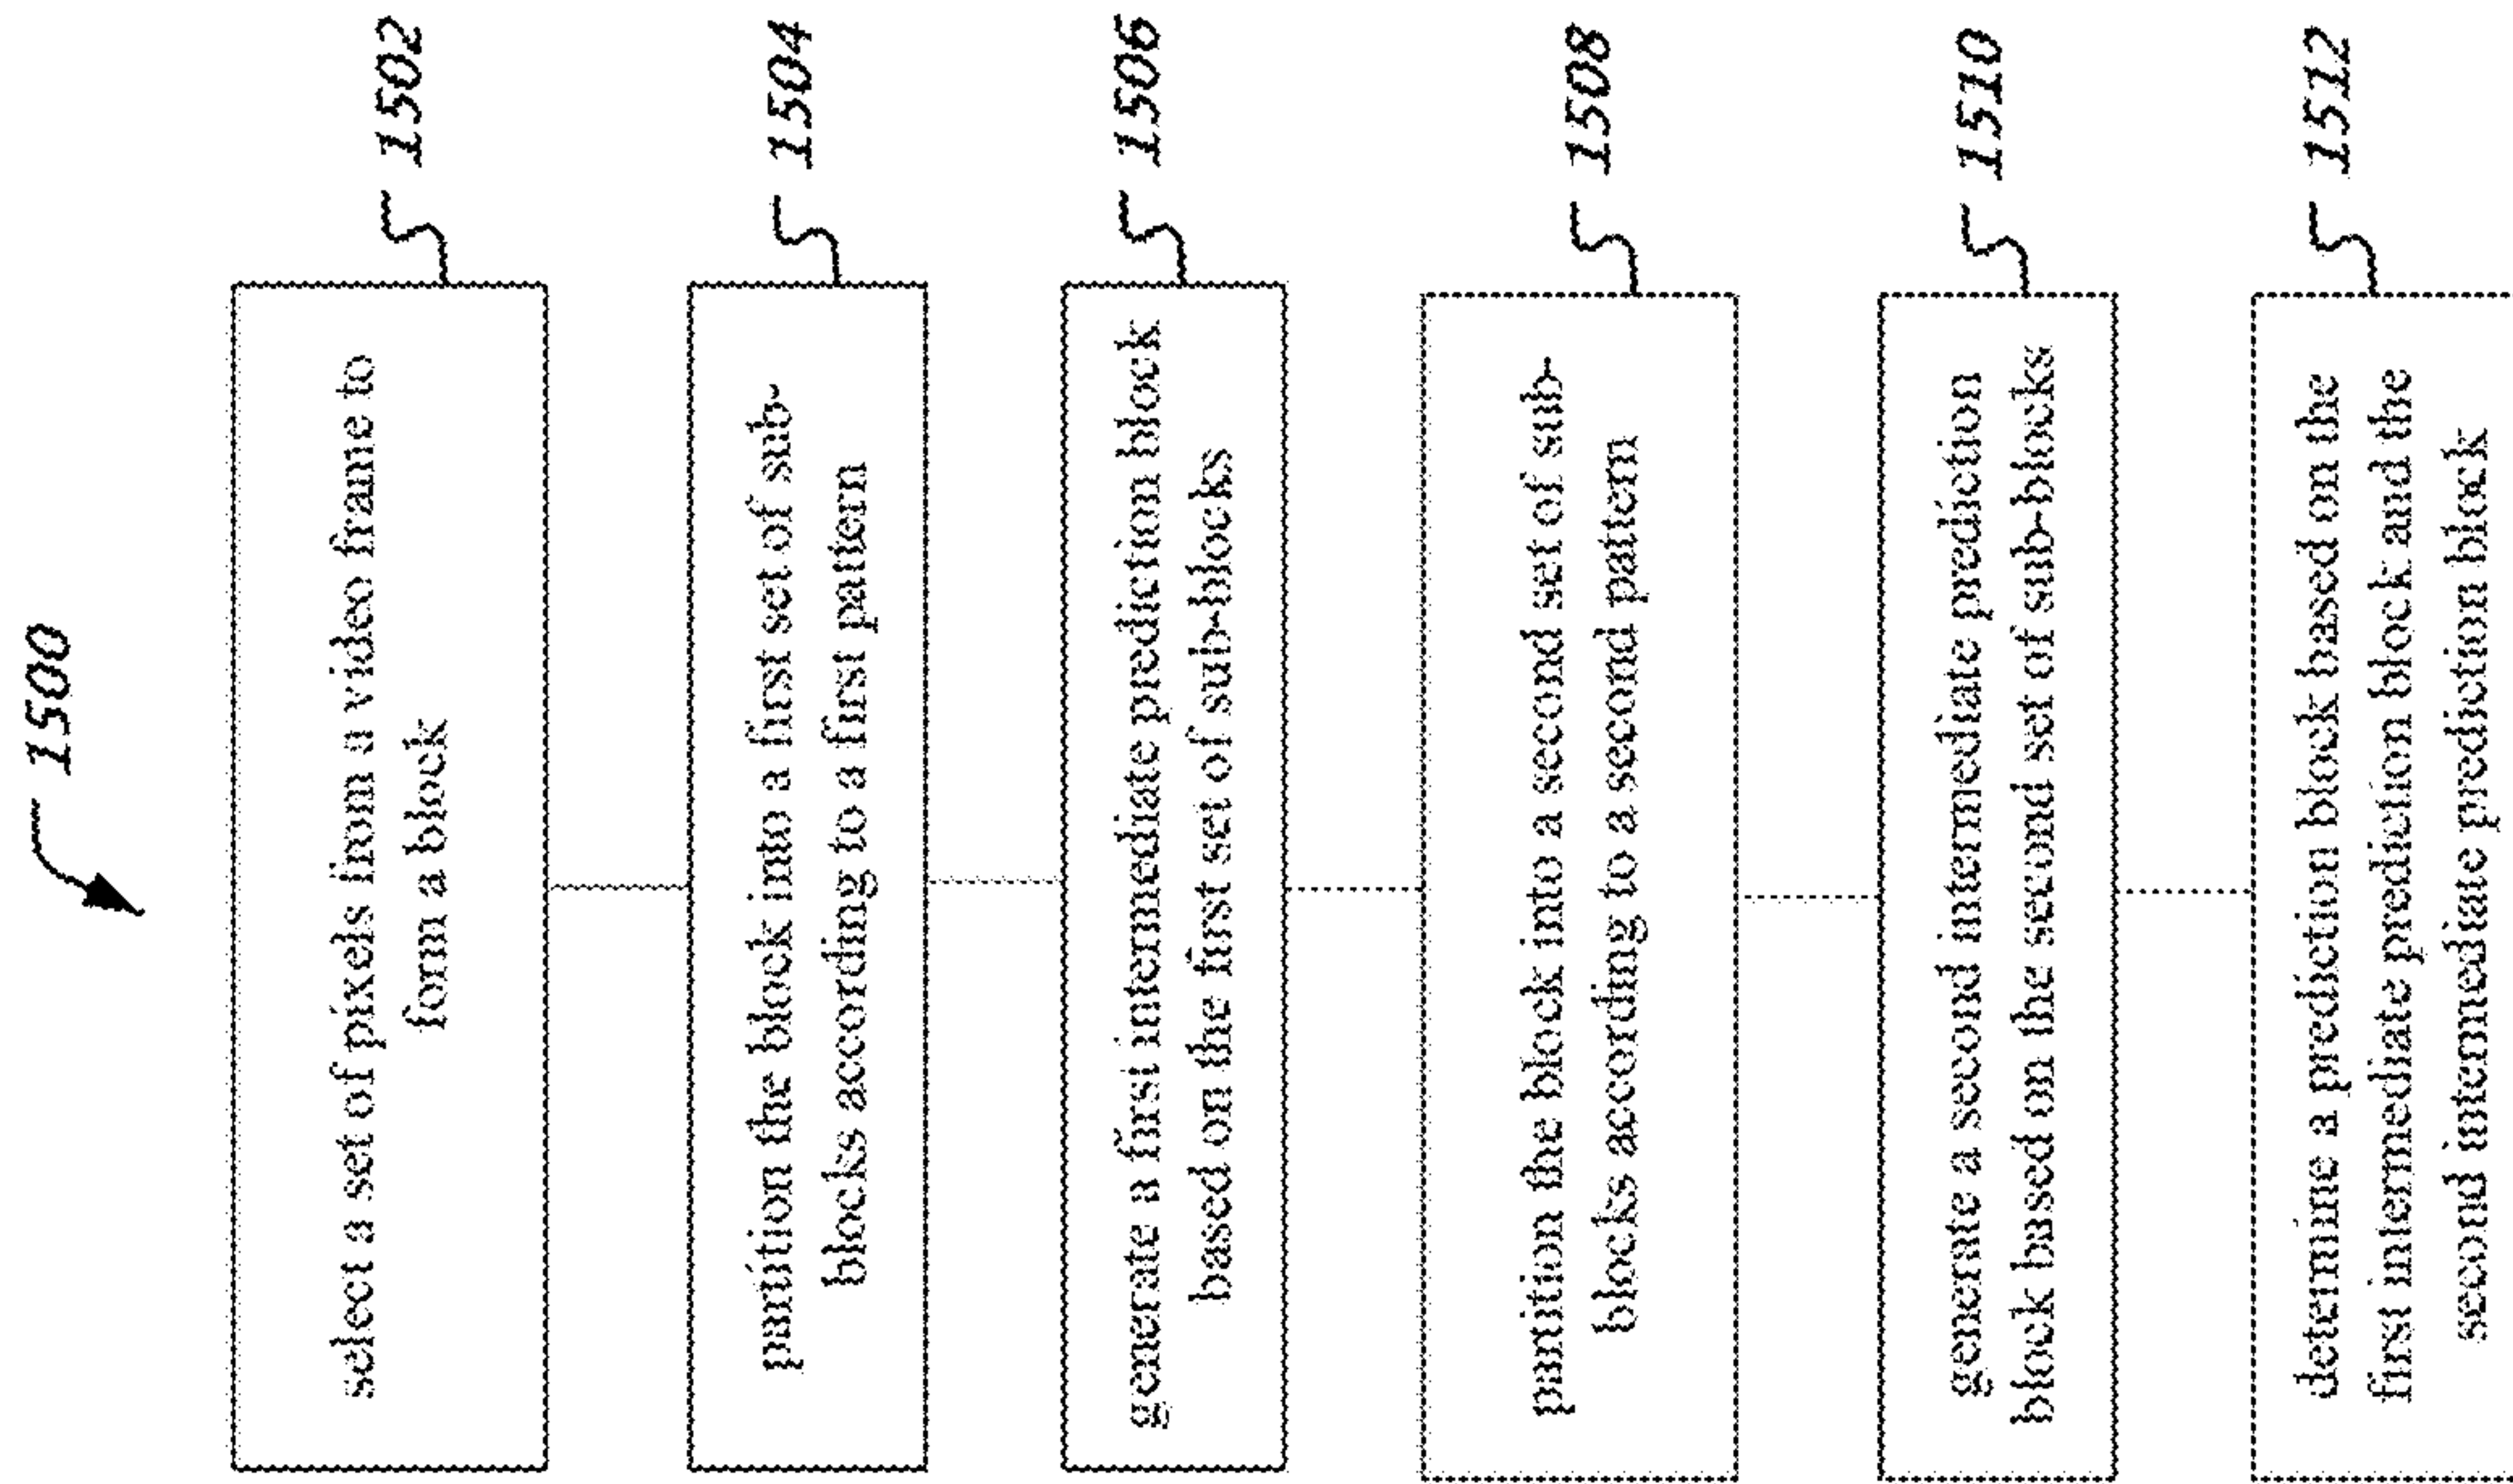 1500
select a set of pixels from a video frame to
form a block
1502
partition the block into a first set of sub-
blocks according to a first pattern
1504
generate a first intermediate prediction block
based on the first set of sub-blocks
1506
partition the block into a second set of sub-
blocks according to a second pattern
1508
generate a second intermediate prediction
block based on the second set of sub-blocks
1510
determine a prediction block based on the
first intermediate prediction block and the
second intermediate prediction block
1512